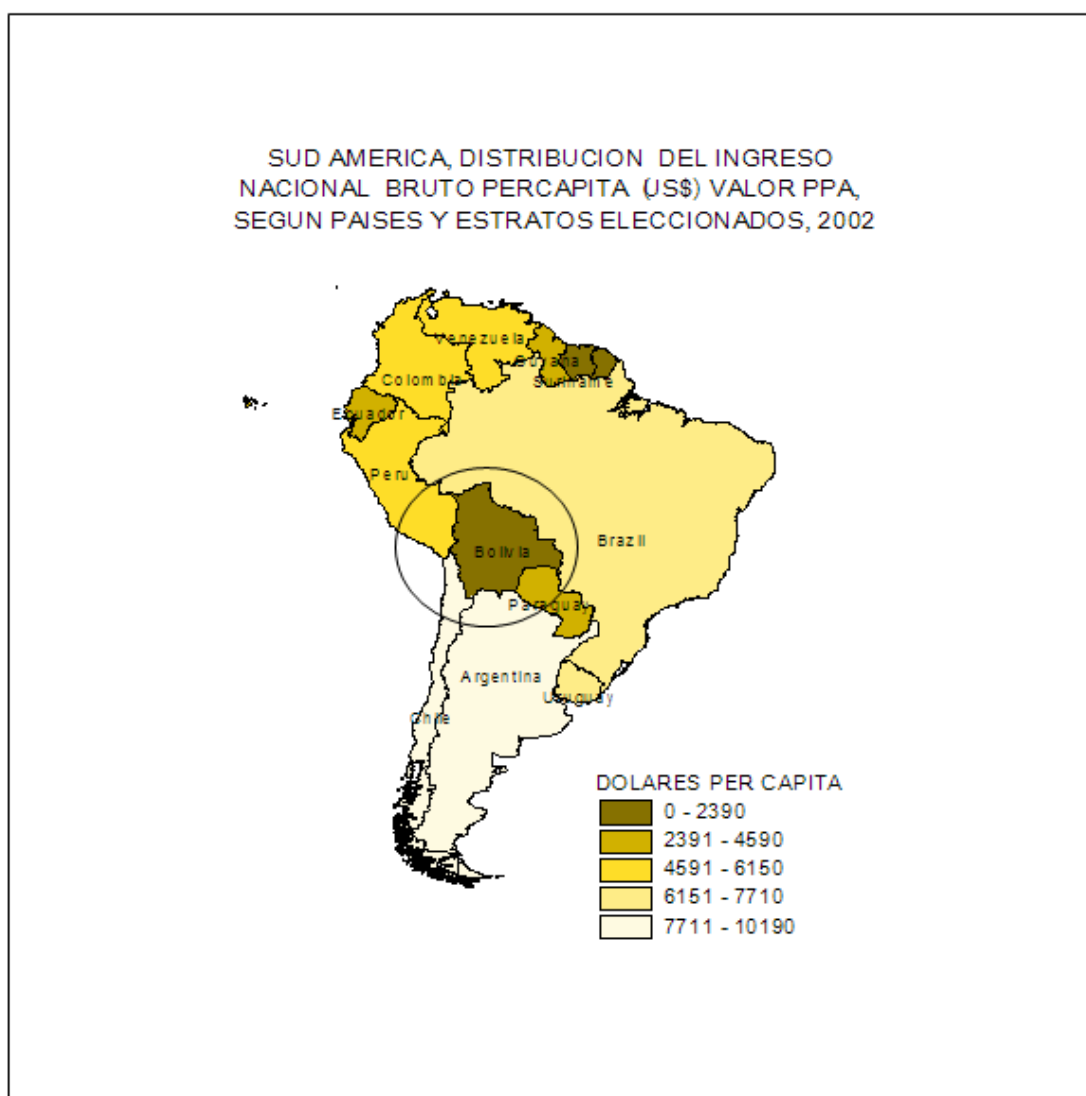 SUD AMERICA, DISTRIBUCION DEL INGRESO
NACIONAL BRUTO PERCAPITA (US$) VALOR PPA,
SEGUN PAISES Y ESTRATOS ELECCIONADOS, 2002
Venezuela
Guyana
Suriname
Colombia
Ecuador
Peru
Brazil
Bolivia
Paraguay
Argentina
Uruguay
Chile
DOLARES PER CAPITA
0 - 2390
2391 - 4590
4591 - 6150
6151 - 7710
7711 - 10190